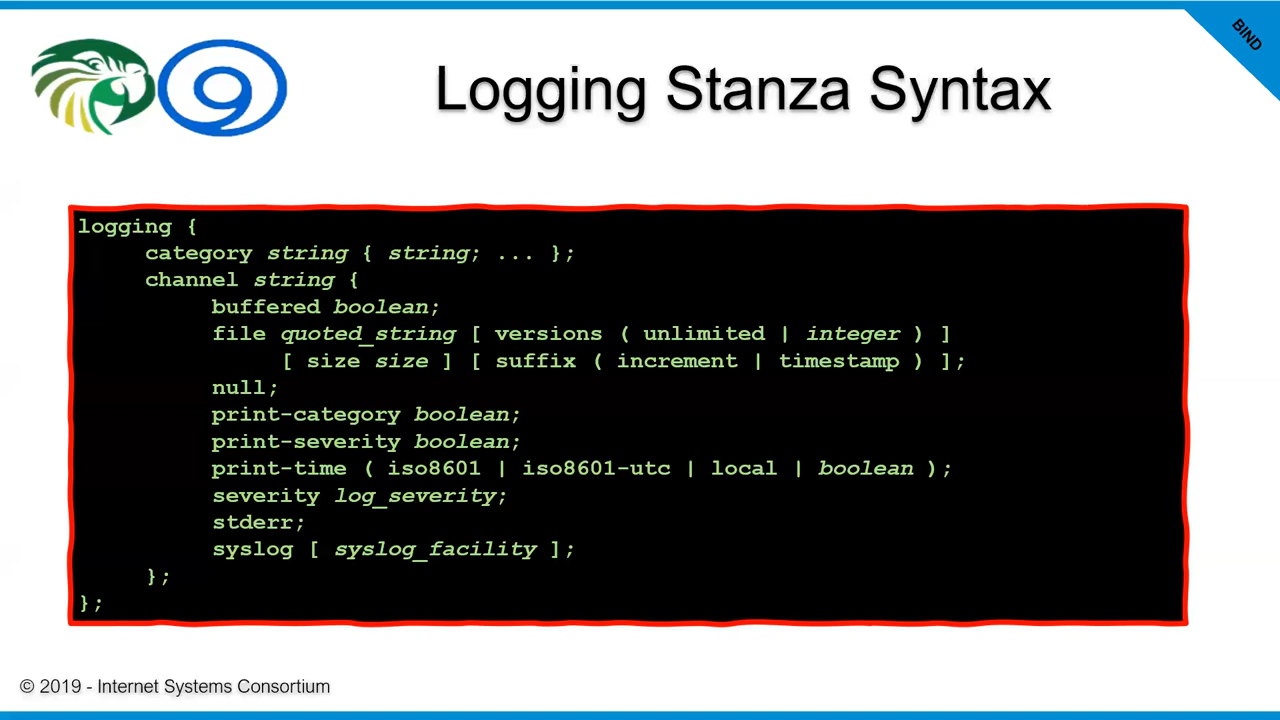 BIND
9
Logging Stanza Syntax
logging {
category string { string; ... };
channel string {
buffered boolean;
file quoted_string [ versions ( unlimited | integer ) ]
[ size size ] [ suffix ( increment | timestamp ) ];
null;
print-category boolean;
print-severity boolean;
print-time ( iso8601 | iso8601-utc | local | boolean );
severity log_severity;
stderr;
syslog [ syslog_facility ];
};
};
© 2019 - Internet Systems Consortium